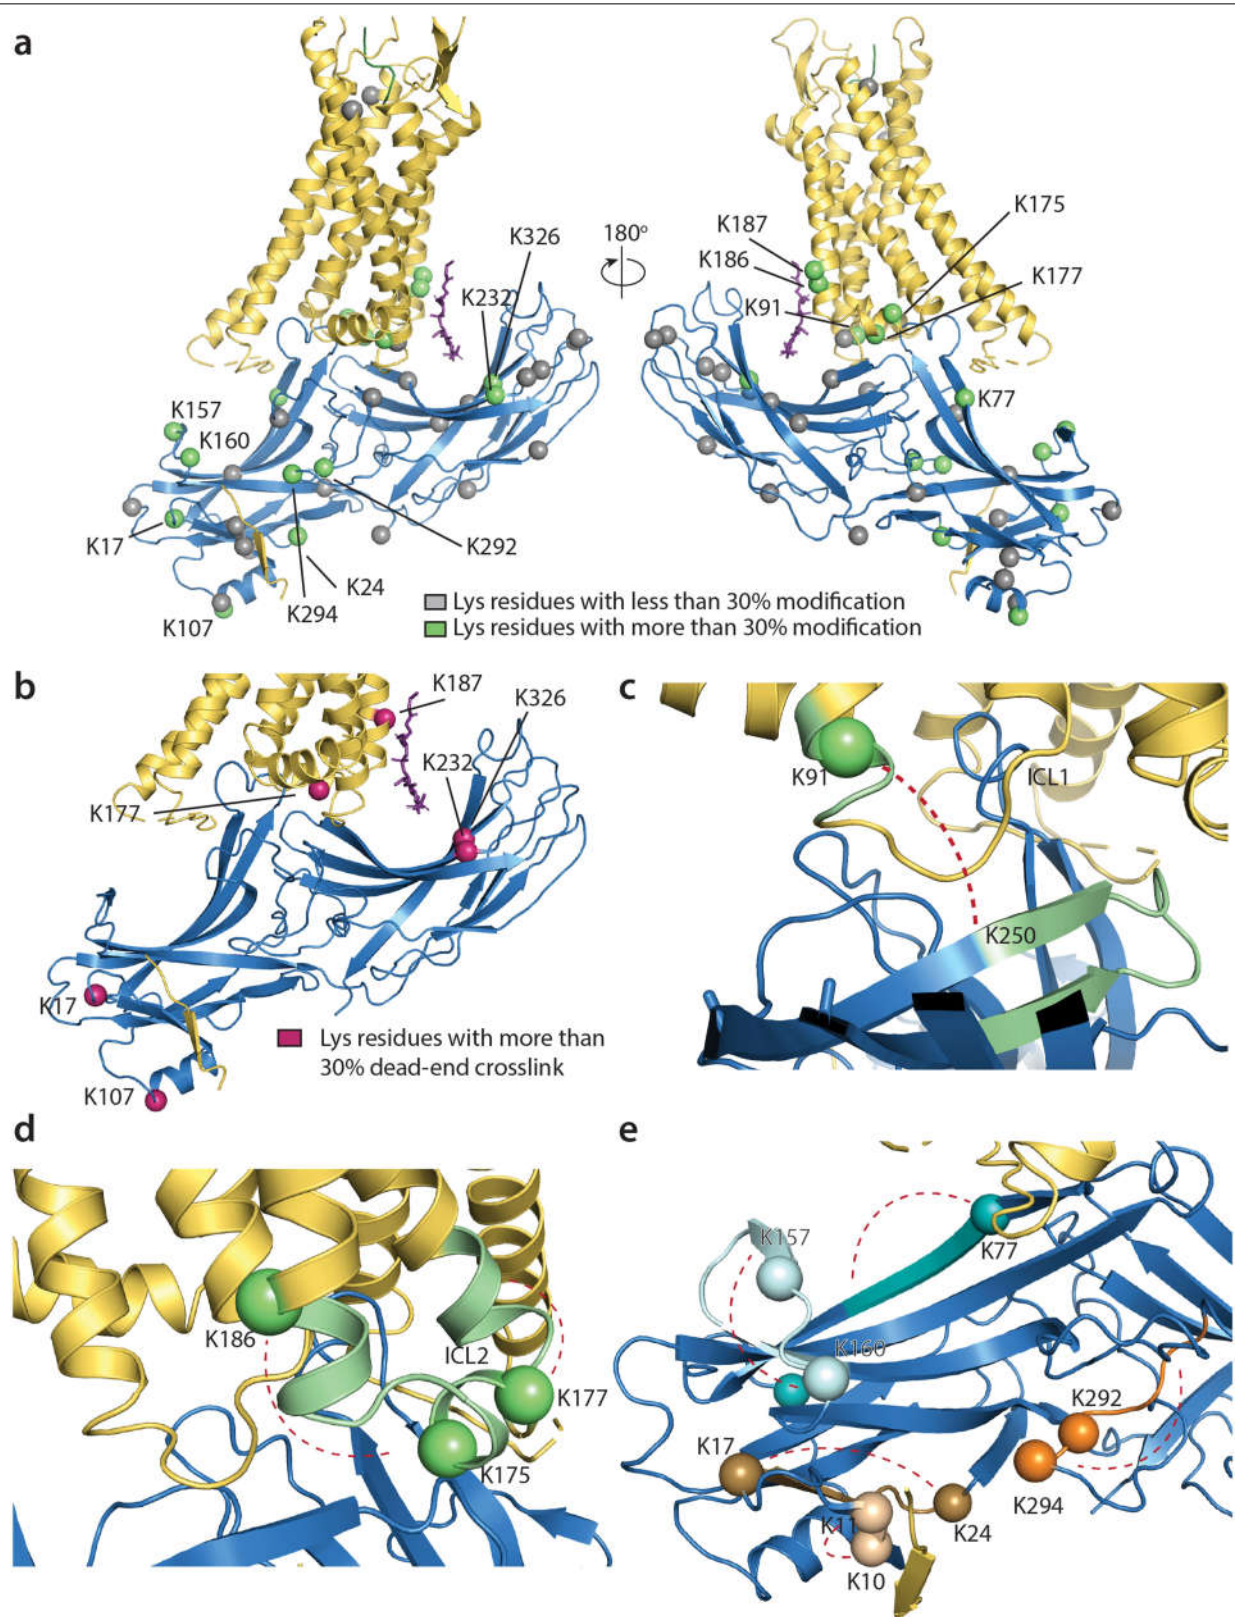 a
K326
K232
180°
K187
K186
K91
K175
K177
K157
K160
K17
K107
K294
K24
K292
K77
Lys residues with less than 30% modification
Lys residues with more than 30% modification
b
K187
K326
K232
K177
K17
K107
Lys residues with more than
30% dead-end crosslink
c
K91
ICL1
K250
d
K186
ICL2
K177
K175
e
K157
K77
K160
K292
K17
K294
K11
K24
K10